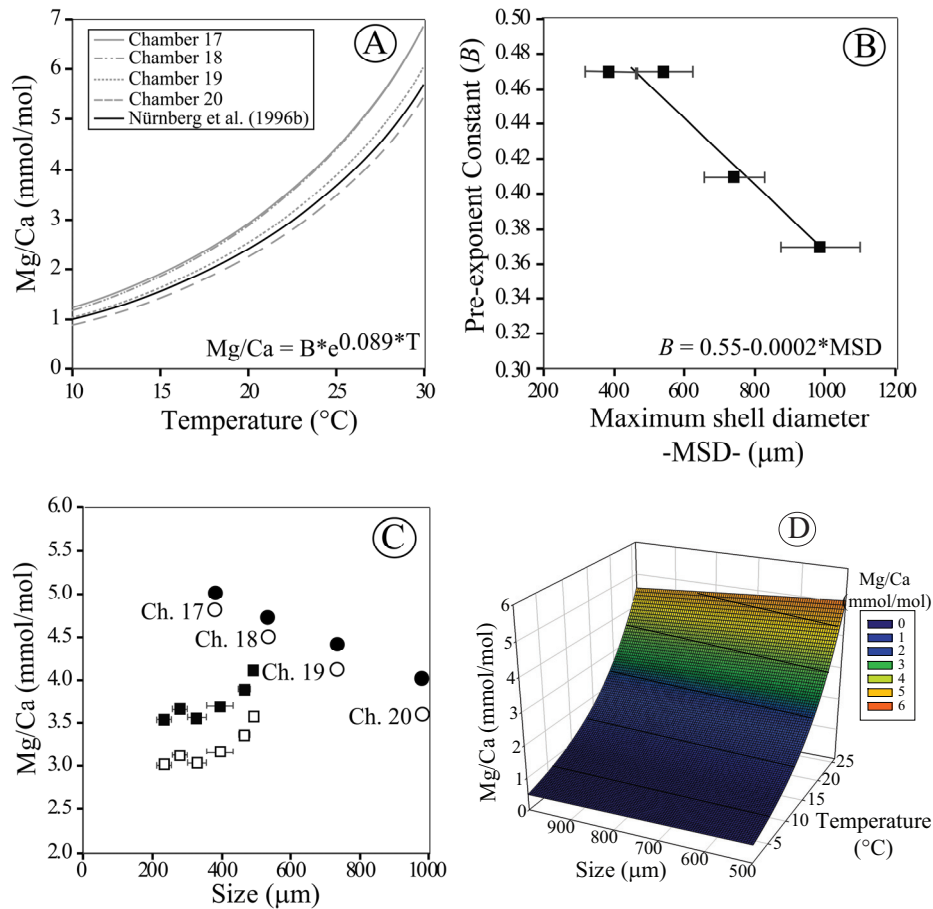 A
7
6
5
4
3
2
1
0
Mg/Ca (mmol/mol)
Chamber 17
Chamber 18
Chamber 19
Chamber 20
Nürnberg et al. (1996b)
Mg/Ca = B*e0.089*T
10 15 20 25 30
Temperature (°C)
B
0.50
0.48
0.46
0.44
0.42
0.40
0.38
0.36
0.34
0.32
0.30
Pre-exponent Constant (B)
B = 0.55-0.0002*MSD
200 400 600 800 1000 1200
Maximum shell diameter
-MSD- (μm)
C
6.0
5.5
5.0
4.5
4.0
3.5
3.0
2.5
2.0
Mg/Ca (mmol/mol)
Ch. 17
Ch. 18
Ch. 19
Ch. 20
0 200 400 600 800 1000
Size (μm)
D
Mg/Ca
(mmol/mol)
0
1
2
3
4
5
6
6
5
4
3
2
1
0
Mg/Ca (mmol/mol)
900 800 700 600 500
Size (μm)
25
20
15
10
5
Temperature
(°C)